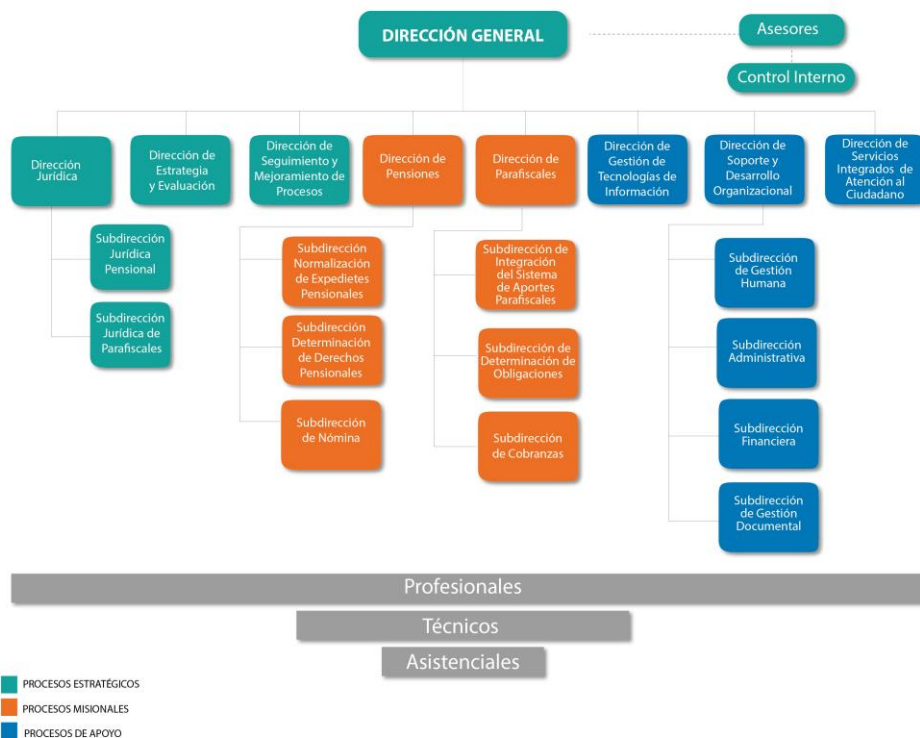 DIRECCIÓN GENERAL
Asesores
Control Interno
Dirección
Jurídica
Dirección de
Estrategia
y Evaluación
Dirección de
Seguimiento y
Mejoramiento de
Procesos
Dirección de
Pensiones
Dirección de
Parafiscales
Dirección de
Gestión de
Tecnologías de
Información
Dirección de
Soporte y
Desarrollo
Organizacional
Dirección de
Servicios
Integrados de
Atención al
Ciudadano
Subdirección
Jurídica
Pensional
Subdirección
Jurídica de
Parafiscales
Subdirección
Normalización
de Expedietes
Pensionales
Subdirección
Determinación
de Derechos
Pensionales
Subdirección
de Nómina
Subdirección de
Integración
del Sistema
de Aportes
Parafiscales
Subdirección de
Determinación de
Obligaciones
Subdirección
de Cobranzas
Subdirección
de Gestión
Humana
Subdirección
Administrativa
Subdirección
Financiera
Subdirección
de Gestión
Documental
Profesionales
Técnicos
Asistenciales
PROCESOS ESTRATÉGICOS
PROCESOS MISIONALES
PROCESOS DE APOYO